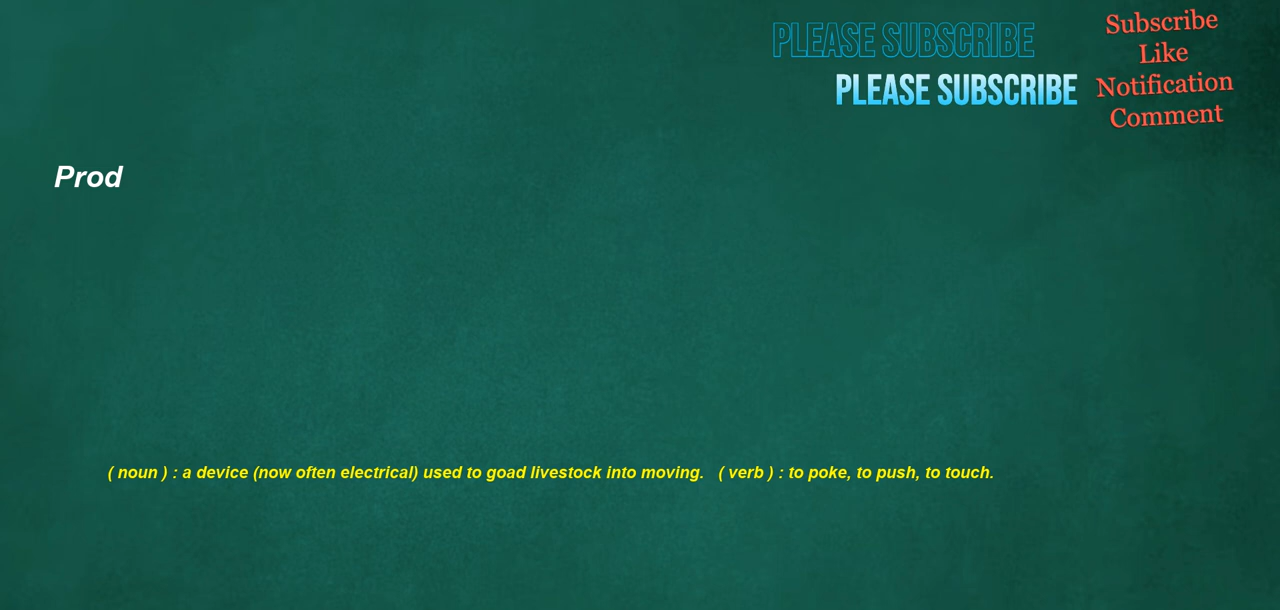 PLEASE SUBSCRIBE
PLEASE SUBSCRIBE
Subscribe
Like
Notification
Comment
Prod
( noun ) : a device (now often electrical) used to goad livestock into moving.   ( verb ) : to poke, to push, to touch.